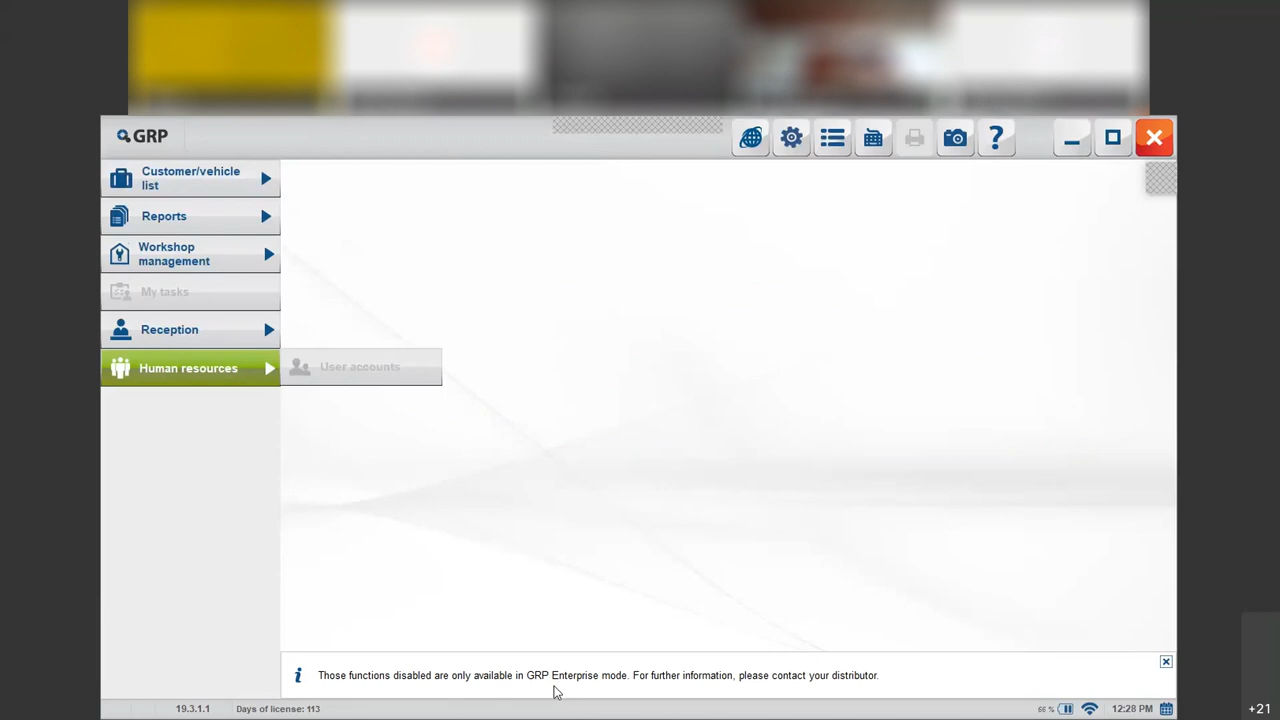 GRP
?
Customer/vehicle
list
Reports
Workshop
management
My tasks
Reception
Human resources
User accounts
Those functions disabled are only available in GRP Enterprise mode. For further information, please contact your distributor.
19.3.1.1
Days of license: 113
66 %
12:28 PM
+21